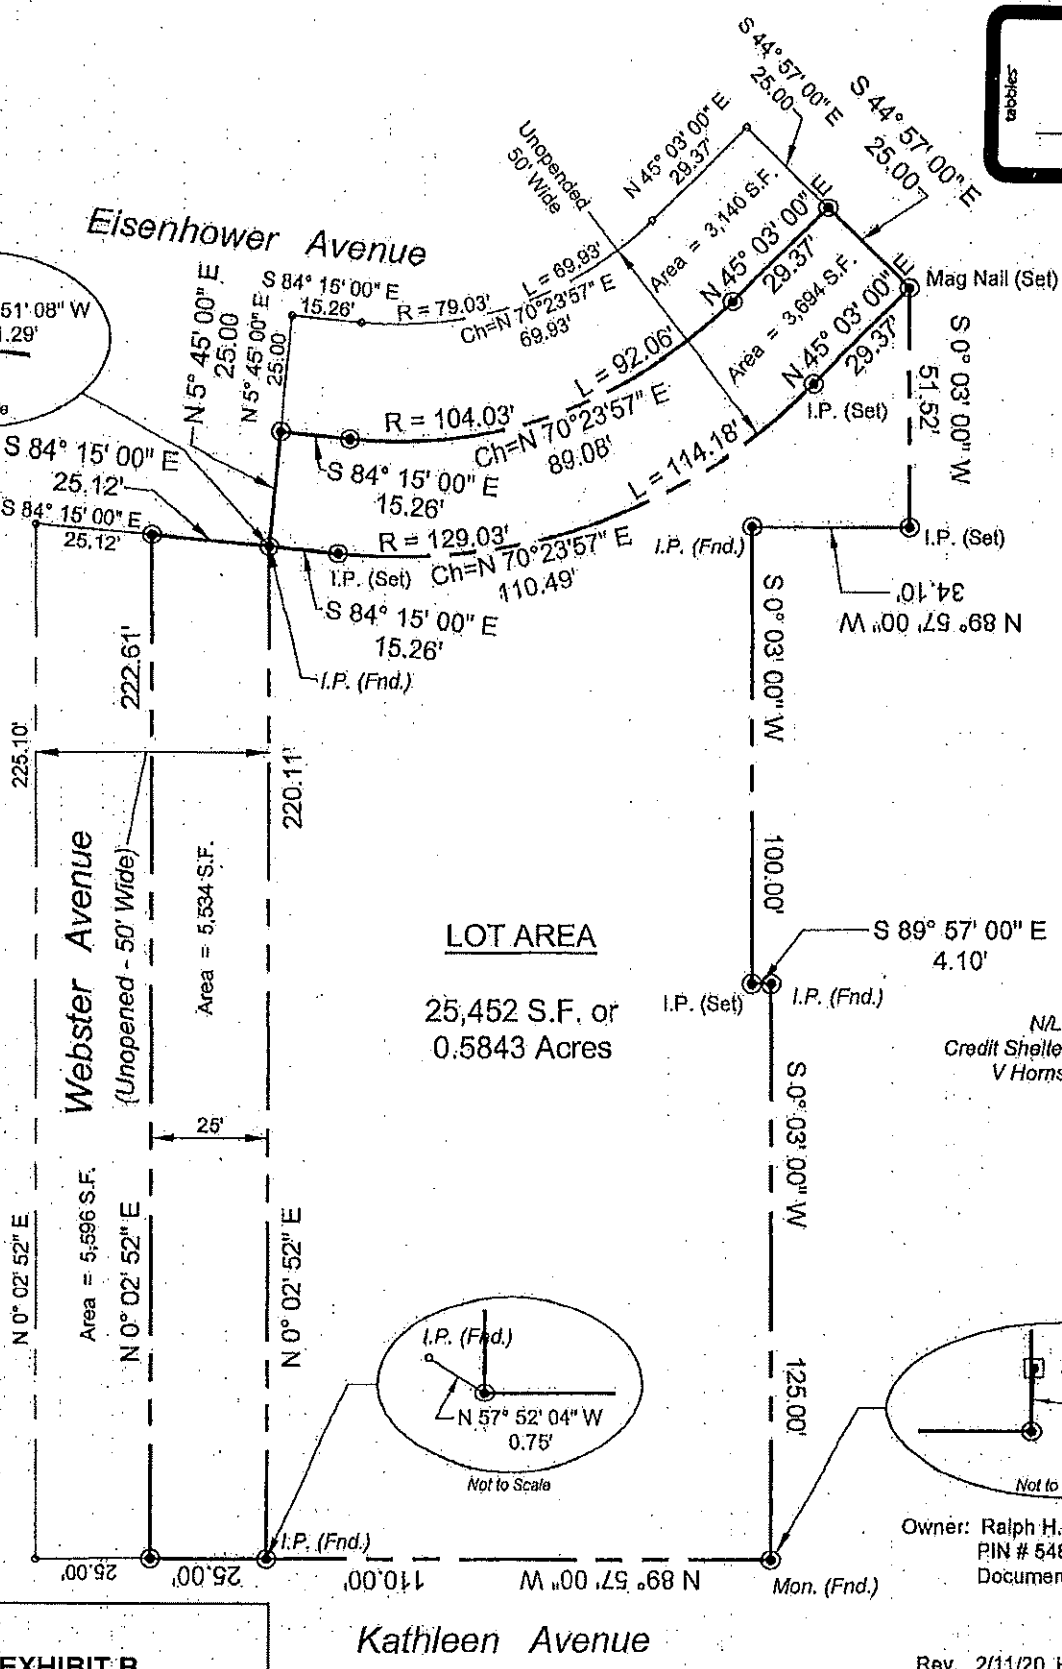 tabbies
S 44° 57' 00" E
25.00
S 44° 57' 00" E
25.00
Unopended
50' Wide
N 45° 03' 00" E
29.37'
Eisenhower Avenue
51' 08" W
.29'
N 5° 45' 00" E
25.00
N 5° 45' 00" E
25.00
S 84° 15' 00" E
15.26'
R = 79.03'
L = 69.93'
Ch=N 70°23'57" E
69.93'
Area = 3,140 S.F.
N 45° 03' 00" E
29.37'
Area = 3,694 S.F.
N 45° 03' 00" E
29.37'
Mag Nail (Set)
I.P. (Set)
S 0° 03' 00" W
51.52'
R = 104.03'
L = 92.06'
Ch=N 70°23'57" E
89.08'
S 84° 15' 00" E
15.26'
S 84° 15' 00" E
25.12'
S 84° 15' 00" E
25.12'
R = 129.03'
L = 114.18'
Ch=N 70°23'57" E
110.49'
I.P. (Set)
S 84° 15' 00" E
15.26'
I.P. (Fnd.)
I.P. (Fnd.)
I.P. (Set)
N 89° 57' 00" W
34.10'
222.61'
225.10'
220.11'
S 0° 03' 00" W
100.00'
Webster Avenue
(Unopened - 50' Wide)
Area = 5,534 S.F.
LOT AREA
25,452 S.F. or
0.5843 Acres
S 89° 57' 00" E
4.10'
I.P. (Set)
I.P. (Fnd.)
N/L
Credit Shelte
V Horns
25'
Area = 5,596 S.F.
N 0° 02' 52" E
N 0° 02' 52" E
N 0° 02' 52" E
S 0° 03' 00" W
125.00'
I.P. (Fnd.)
N 57° 52' 04" W
0.75'
Not to Scale
Not to
Owner: Ralph H.
PIN # 548
Documen
I.P. (Fnd.)
25.00'
25.00'
110.00'
N 89° 57' 00" W
Mon. (Fnd.)
Kathleen Avenue
EXHIBIT B
Rev. 2/11/20